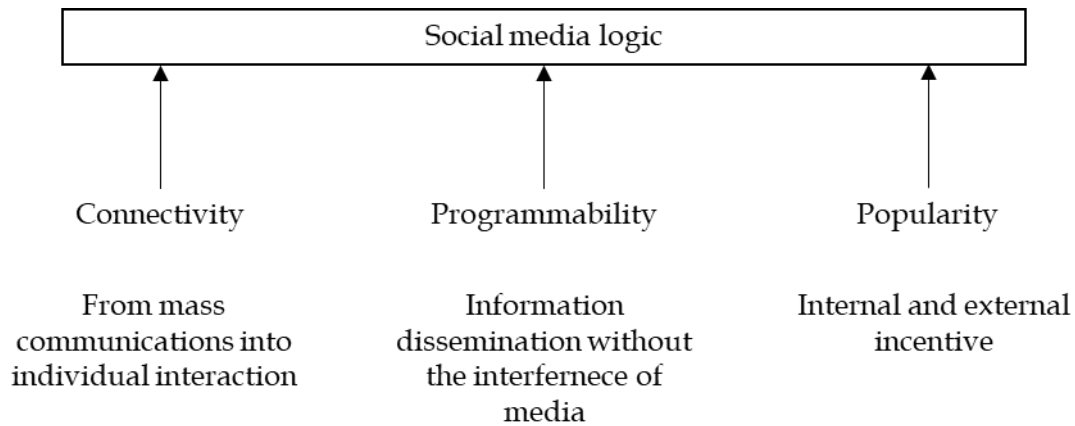 Social media logic
Connectivity
Programmability
Popularity
From mass
communications into
individual interaction
Information
dissemination without
the interfernece of
media
Internal and external
incentive